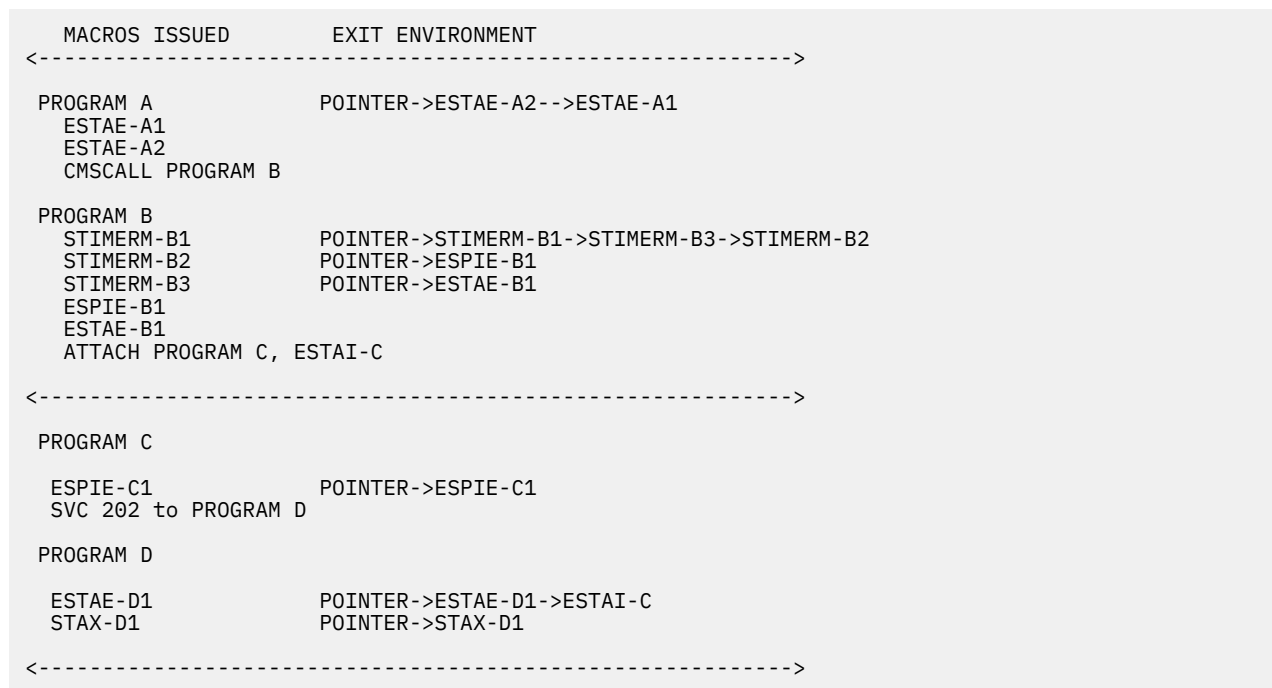 MACROS ISSUED        EXIT ENVIRONMENT
<----------------------------------------------------------->
PROGRAM A             POINTER->ESTAE-A2-->ESTAE-A1
ESTAE-A1
ESTAE-A2
CMSCALL PROGRAM B
PROGRAM B
STIMERM-B1          POINTER->STIMERM-B1->STIMERM-B3->STIMERM-B2
STIMERM-B2          POINTER->ESPIE-B1
STIMERM-B3          POINTER->ESTAE-B1
ESPIE-B1
ESTAE-B1
ATTACH PROGRAM C, ESTAI-C
<----------------------------------------------------------->
PROGRAM C
ESPIE-C1             POINTER->ESPIE-C1
SVC 202 to PROGRAM D
PROGRAM D
ESTAE-D1             POINTER->ESTAE-D1->ESTAI-C
STAX-D1              POINTER->STAX-D1
<----------------------------------------------------------->